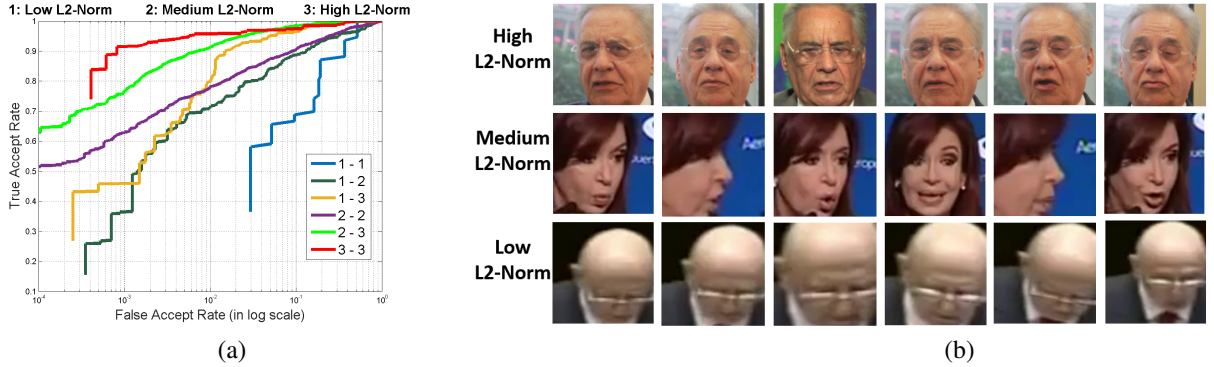 1: Low L2-Norm 2: Medium L2-Norm 3: High L2-Norm
True Accept Rate
1
0.9
0.8
0.7
0.6
0.5
0.4
0.3
0.2
0.1
10^-4 10^-3 10^-2 10^-1 10^0
False Accept Rate (in log scale)
1 - 1
1 - 2
1 - 3
2 - 2
2 - 3
3 - 3
(a)
High
L2-Norm
Medium
L2-Norm
Low
L2-Norm
(b)